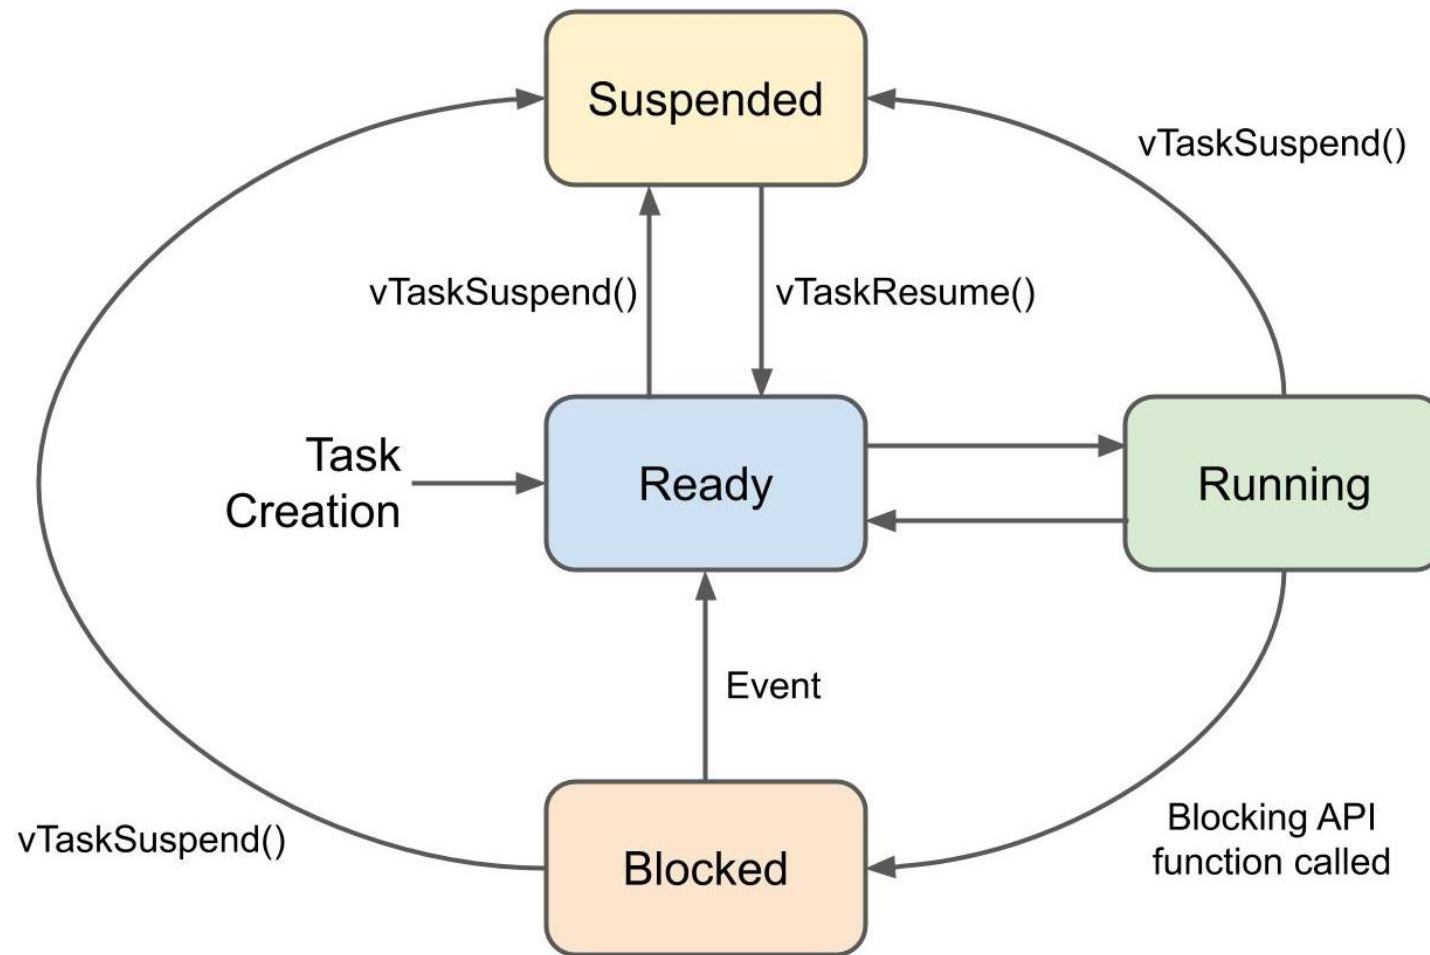 Suspended
vTaskSuspend()
vTaskSuspend()
vTaskResume()
Task
Creation
Ready
Running
Event
vTaskSuspend()
Blocked
Blocking API
function called